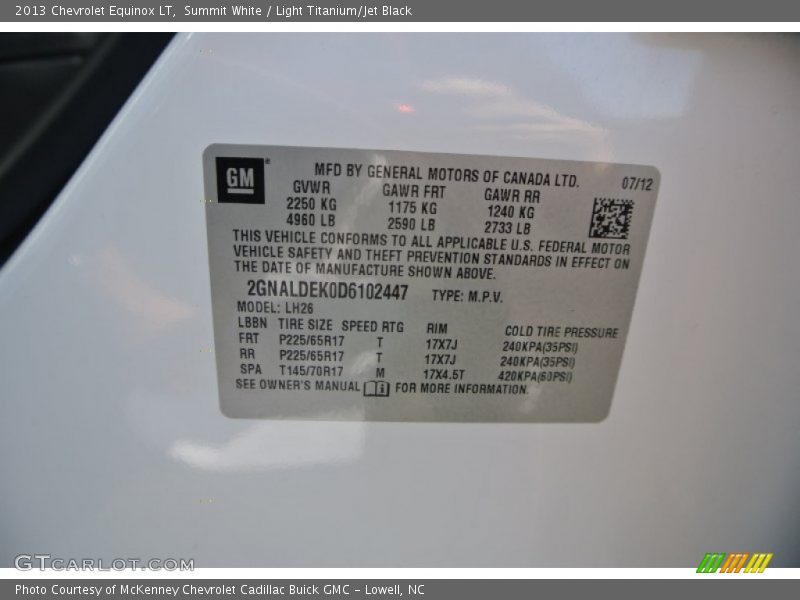 2013 Chevrolet Equinox LT,  Summit White / Light Titanium/Jet Black
GM®
MFD BY GENERAL MOTORS OF CANADA LTD. 07/12
GVWR GAWR FRT GAWR RR
2250 KG 1175 KG 1240 KG
4960 LB 2590 LB 2733 LB
THIS VEHICLE CONFORMS TO ALL APPLICABLE U.S. FEDERAL MOTOR
VEHICLE SAFETY AND THEFT PREVENTION STANDARDS IN EFFECT ON
THE DATE OF MANUFACTURE SHOWN ABOVE.
2GNALDEK0D6102447 TYPE: M.P.V.
MODEL: LH26
LBBN TIRE SIZE SPEED RTG RIM COLD TIRE PRESSURE
FRT P225/65R17 T 17X7J 240KPA(35PSI)
RR P225/65R17 T 17X7J 240KPA(35PSI)
SPA T145/70R17 M 17X4.5T 420KPA(60PSI)
SEE OWNER'S MANUAL FOR MORE INFORMATION.
GTCARLOT.COM
Photo Courtesy of McKenney Chevrolet Cadillac Buick GMC - Lowell, NC